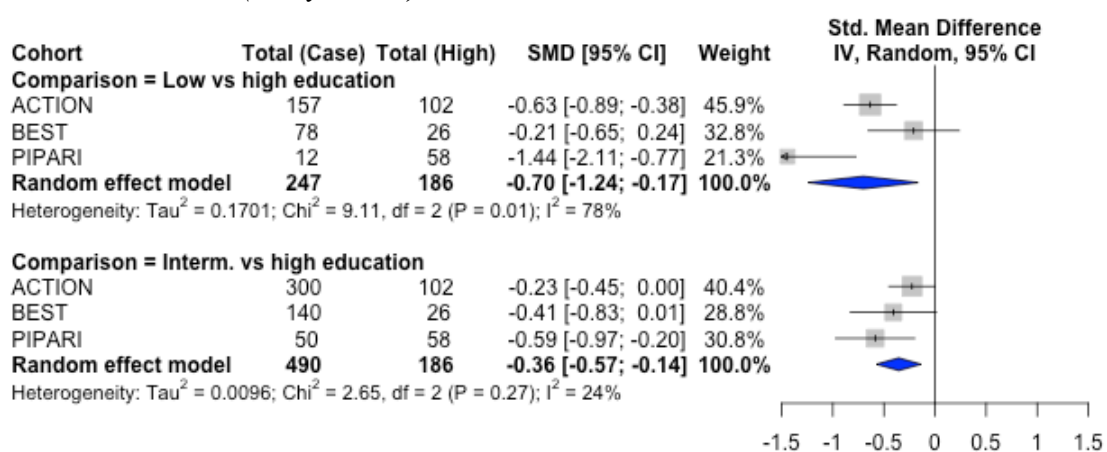 Std. Mean Difference
Cohort Total (Case) Total (High) SMD [95% CI] Weight IV, Random, 95% CI
Comparison = Low vs high education
ACTION 157 102 -0.63 [-0.89; -0.38] 45.9%
BEST 78 26 -0.21 [-0.65; 0.24] 32.8%
PIPARI 12 58 -1.44 [-2.11; -0.77] 21.3%
Random effect model 247 186 -0.70 [-1.24; -0.17] 100.0%
Heterogeneity: Tau² = 0.1701; Chi² = 9.11, df = 2 (P = 0.01); I² = 78%
Comparison = Interm. vs high education
ACTION 300 102 -0.23 [-0.45; 0.00] 40.4%
BEST 140 26 -0.41 [-0.83; 0.01] 28.8%
PIPARI 50 58 -0.59 [-0.97; -0.20] 30.8%
Random effect model 490 186 -0.36 [-0.57; -0.14] 100.0%
Heterogeneity: Tau² = 0.0096; Chi² = 2.65, df = 2 (P = 0.27); I² = 24%
-1.5 -1 -0.5 0 0.5 1 1.5